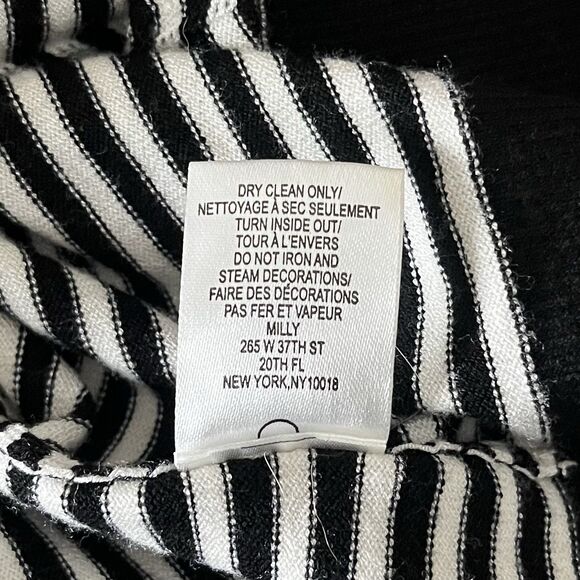 DRY CLEAN ONLY/
NETTOYAGE À SEC SEULEMENT
TURN INSIDE OUT/
TOUR À L'ENVERS
DO NOT IRON AND
STEAM DECORATIONS/
FAIRE DES DÉCORATIONS
PAS FER ET VAPEUR
MILLY
265 W 37TH ST
20TH FL
NEW YORK,NY10018